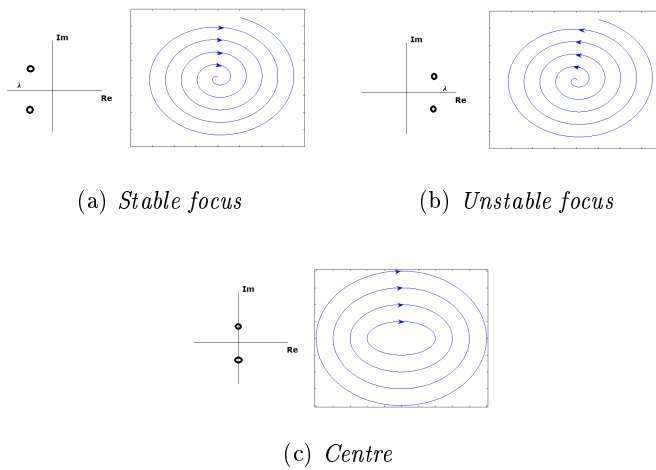 Im
λ
Re
(a) Stable focus
Im
λ
Re
(b) Unstable focus
Im
Re
(c) Centre